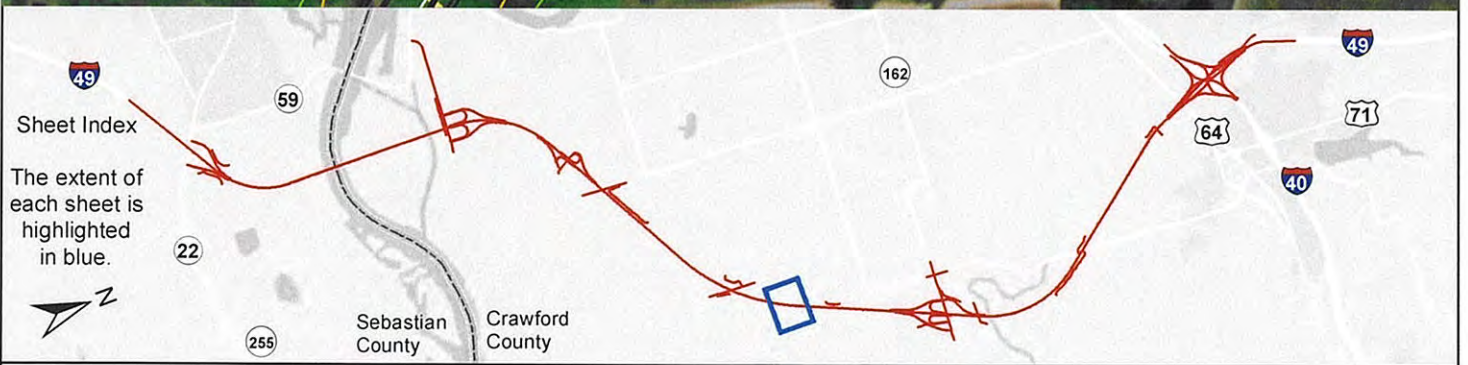 49
59
162
49
Sheet Index
64
71
The extent of
each sheet is
highlighted
in blue.
40
22
N
255
Sebastian
County
Crawford
County